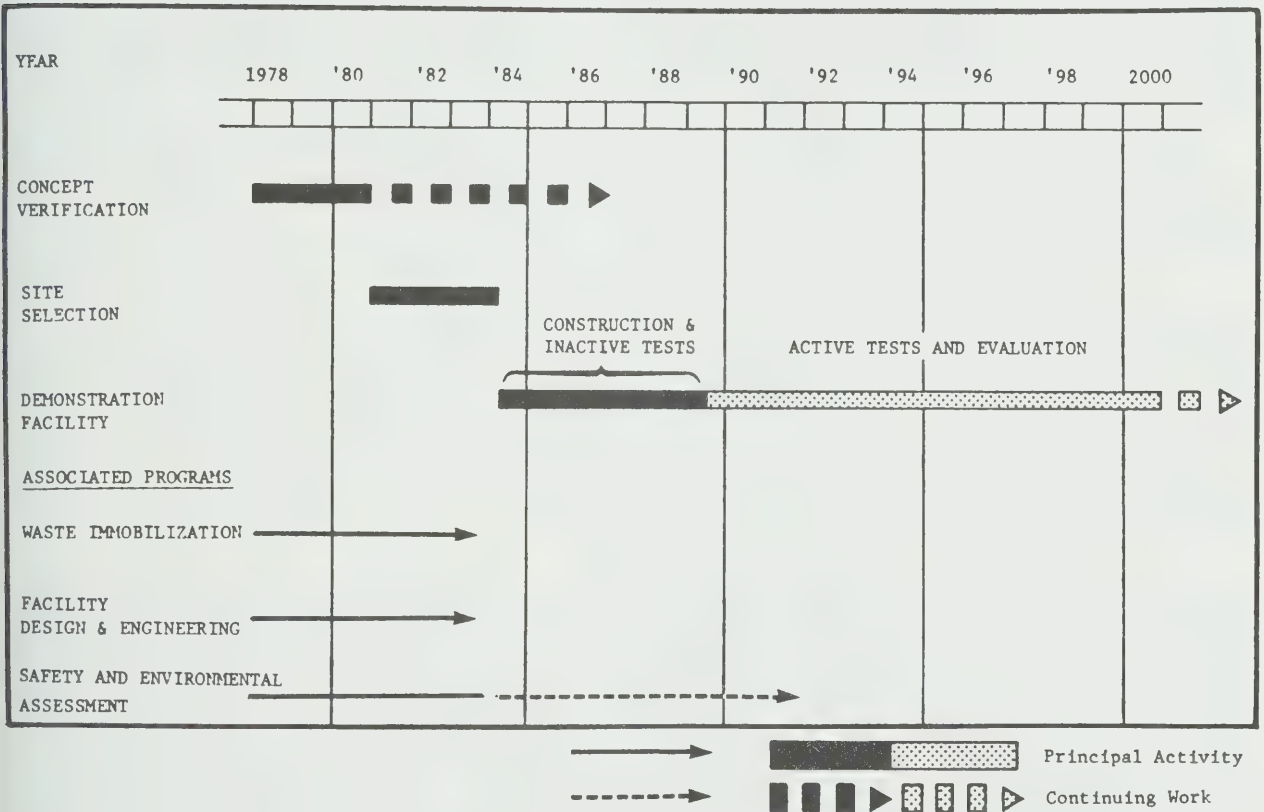 YEAR
1978 '80 '82 '84 '86 '88 '90 '92 '94 '96 '98 2000
CONCEPT
VERIFICATION
SITE
SELECTION
CONSTRUCTION &
INACTIVE TESTS
ACTIVE TESTS AND EVALUATION
DEMONSTRATION
FACILITY
ASSOCIATED PROGRAMS
WASTE IMMOBILIZATION
FACILITY
DESIGN & ENGINEERING
SAFETY AND ENVIRONMENTAL
ASSESSMENT
Principal Activity
Continuing Work